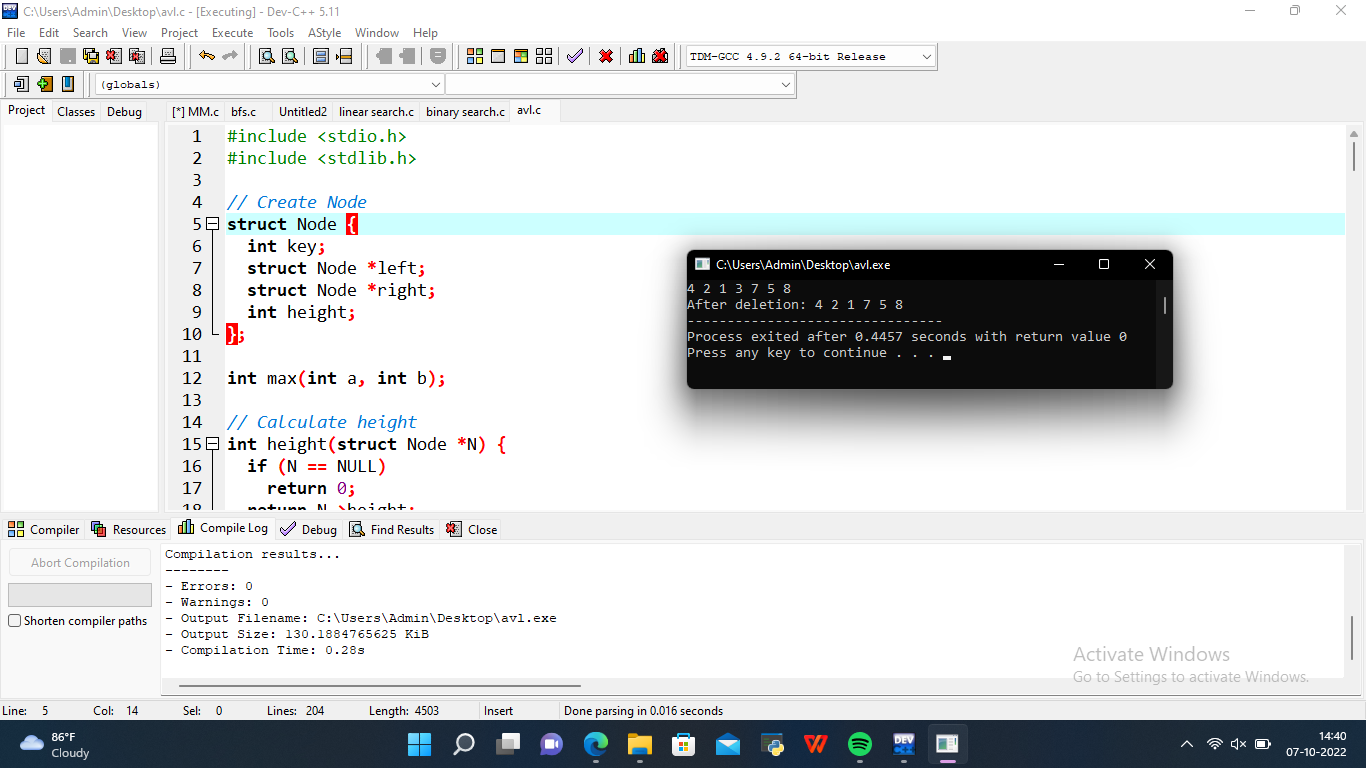 C:\Users\Admin\Desktop\avl.c - [Executing] - Dev-C++ 5.11
File Edit Search View Project Execute Tools AStyle Window Help
TDM-GCC 4.9.2 64-bit Release
(globals)
Project Classes Debug [*] MM.c bfs.c Untitled2 linear search.c binary search.c avl.c
1 #include <stdio.h>
2 #include <stdlib.h>
3
4 // Create Node
5 struct Node {
6 int key;
7 struct Node *left;
8 struct Node *right;
9 int height;
10 };
11
12 int max(int a, int b);
13
14 // Calculate height
15 int height(struct Node *N) {
16 if (N == NULL)
17 return 0;
18 return N->height;
C:\Users\Admin\Desktop\avl.exe
4 2 1 3 7 5 8
After deletion: 4 2 1 7 5 8
--------------------------------
Process exited after 0.4457 seconds with return value 0
Press any key to continue . . .
Compiler Resources Compile Log Debug Find Results Close
Abort Compilation
Shorten compiler paths
Compilation results...
--------
- Errors: 0
- Warnings: 0
- Output Filename: C:\Users\Admin\Desktop\avl.exe
- Output Size: 130.1884765625 KiB
- Compilation Time: 0.28s
Activate Windows
Go to Settings to activate Windows.
Line: 5 Col: 14 Sel: 0 Lines: 204 Length: 4503 Insert Done parsing in 0.016 seconds
86°F
Cloudy
DEV
14:40
07-10-2022